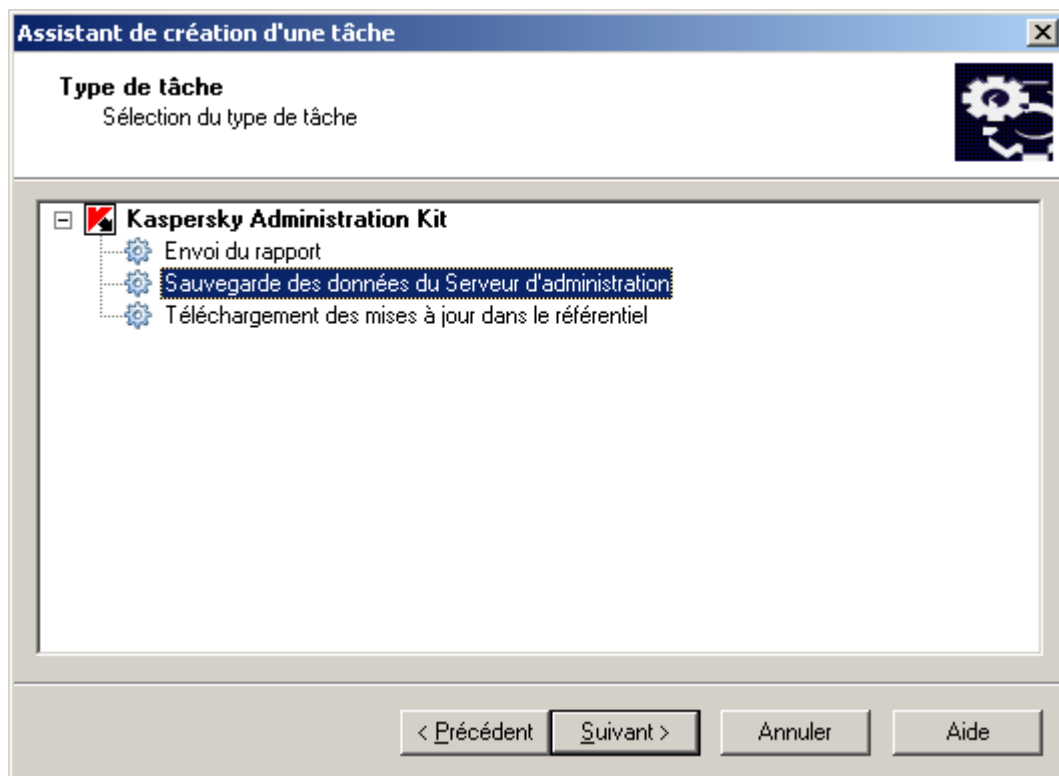 Assistant de création d'une tâche
Type de tâche
Sélection du type de tâche
Kaspersky Administration Kit
Envoi du rapport
Sauvegarde des données du Serveur d'administration
Téléchargement des mises à jour dans le référentiel
< Précédent Suivant > Annuler Aide